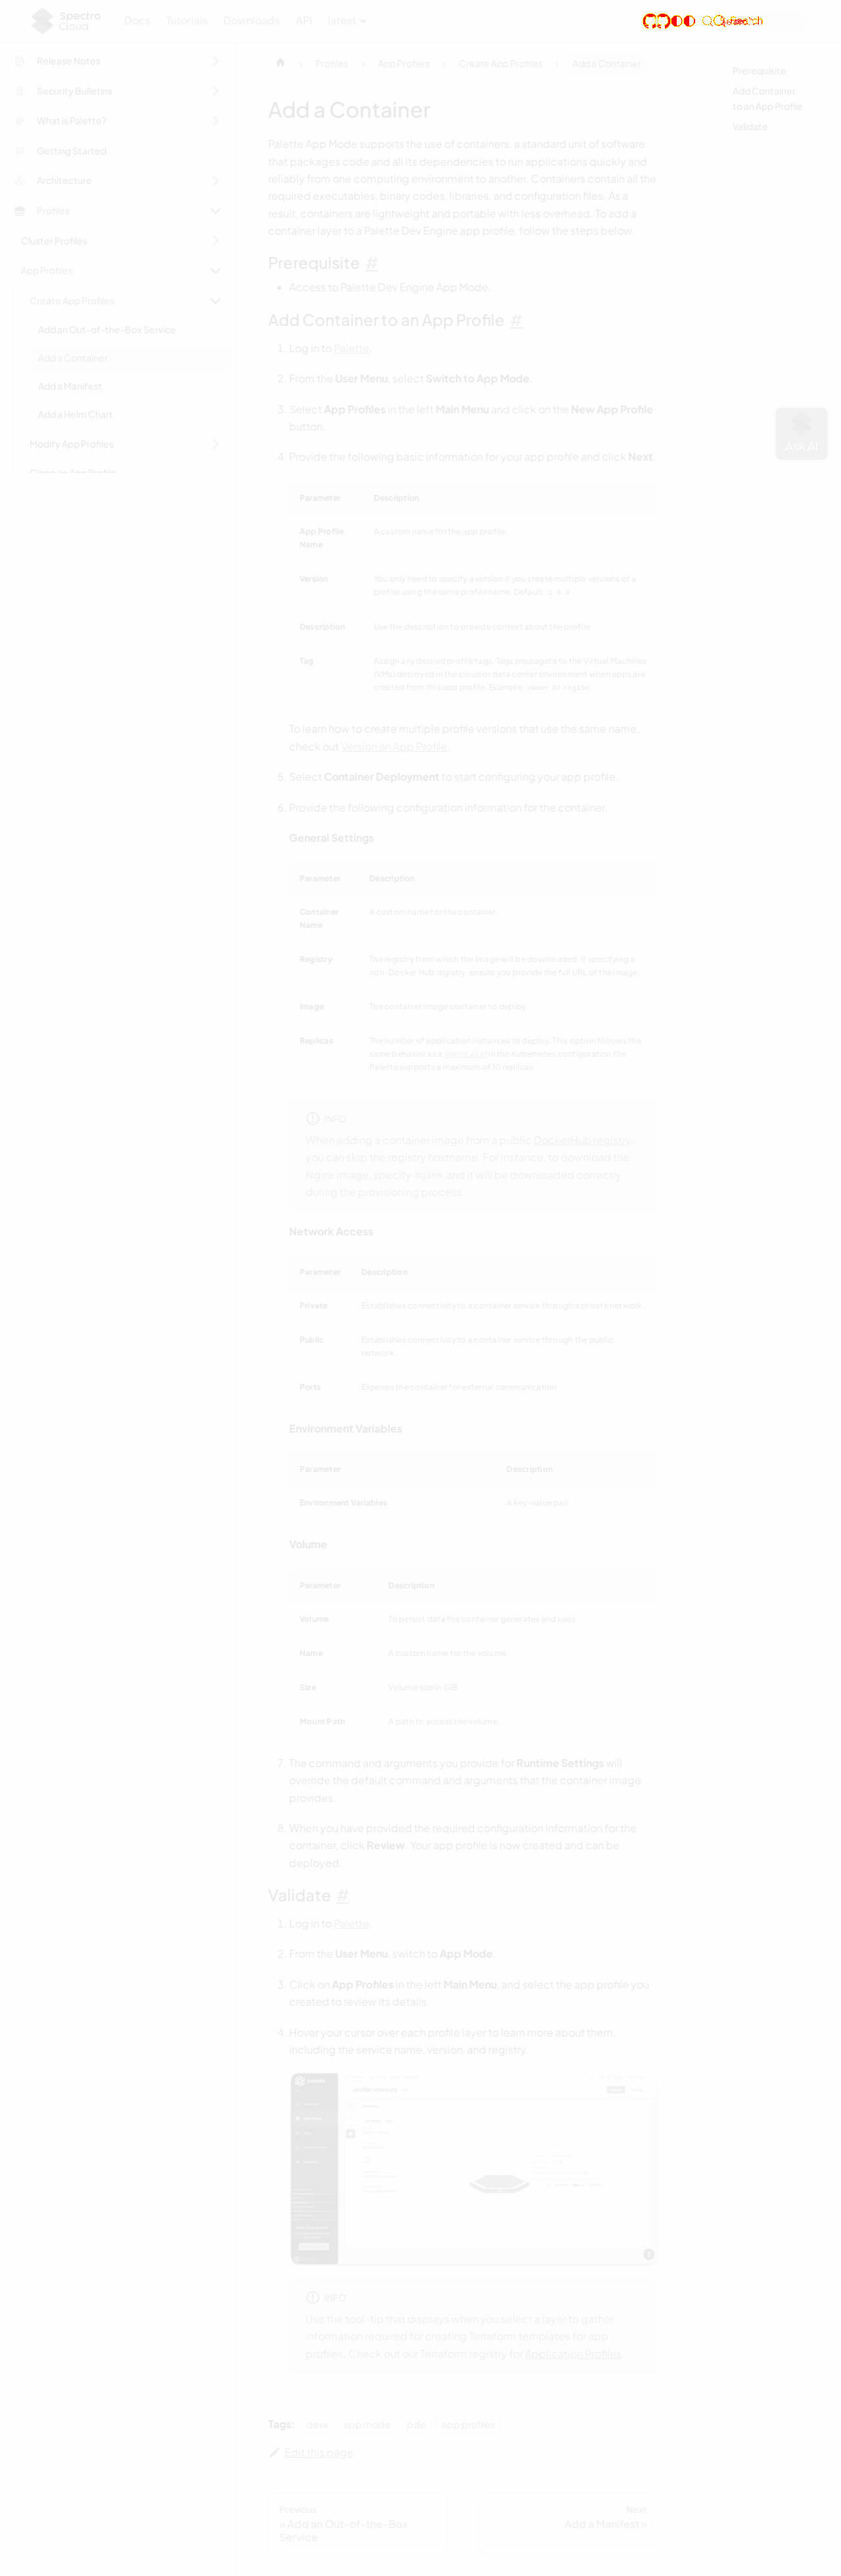 Spectro
Cloud
Docs
Tutorials
Downloads
API
latest
Search
Release Notes
Security Bulletins
What is Palette?
Getting Started
Architecture
Profiles
Cluster Profiles
App Profiles
Create App Profiles
Add an Out-of-the-Box Service
Add a Container
Add a Manifest
Add a Helm Chart
Modify App Profiles
Clone an App Profile
Profiles
App Profiles
Create App Profiles
Add a Container
Prerequisite
Add Container
to an App Profile
Validate
Ask AI
Add a Container
Palette App Mode supports the use of containers, a standard unit of software
that packages code and all its dependencies to run applications quickly and
reliably from one computing environment to another. Containers contain all the
required executables, binary codes, libraries, and configuration files. As a
result, containers are lightweight and portable with less overhead. To add a
container layer to a Palette Dev Engine app profile, follow the steps below.
Prerequisite #
• Access to Palette Dev Engine App Mode.
Add Container to an App Profile #
1. Log in to Palette.
2. From the User Menu, select Switch to App Mode.
3. Select App Profiles in the left Main Menu and click on the New App Profile
button.
4. Provide the following basic information for your app profile and click Next.
Parameter Description
App Profile Name A custom name for the app profile.
Version You only need to specify a version if you create multiple versions of a
profile using the same profile name. Default: 1.0.0
Description Use the description to provide context about the profile.
Tag Assign any desired profile tags. Tags propagate to the Virtual Machines
(VMs) deployed in the cloud or data center environment when apps are
created from this app profile. Example: owner or region
To learn how to create multiple profile versions that use the same name,
check out Version an App Profile.
5. Select Container Deployment to start configuring your app profile.
6. Provide the following configuration information for the container.
General Settings
Parameter Description
Container Name A custom name for the container.
Registry The registry from which the image will be downloaded. If specifying a
non-Docker Hub registry, ensure you provide the full URL of the image.
Image The container image container to deploy.
Replicas The number of application instances to deploy. This option follows the
same behavior as a ReplicaSet in the Kubernetes configuration file.
Palette supports a maximum of 10 replicas.
INFO
When adding a container image from a public DockerHub registry,
you can skip the registry hostname. For instance, to download the
Nginx image, specify nginx and it will be downloaded correctly
during the provisioning process.
Network Access
Parameter Description
Private Establishes connectivity to a container service through a private network.
Public Establishes connectivity to a container service through the public
network.
Ports Exposes the container for external communication.
Environment Variables
Parameter Description
Environment Variables A key-value pair.
Volume
Parameter Description
Volume To persist data the container generates and uses.
Name A custom name for the volume.
Size Volume size in GiB.
Mount Path A path to access the volume.
7. The command and arguments you provide for Runtime Settings will
override the default command and arguments that the container image
provides.
8. When you have provided the required configuration information for the
container, click Review. Your app profile is now created and can be
deployed.
Validate #
1. Log in to Palette.
2. From the User Menu, switch to App Mode.
3. Click on App Profiles in the left Main Menu, and select the app profile you
created to review its details.
4. Hover your cursor over each profile layer to learn more about them,
including the service name, version, and registry.
INFO
Use the tool-tip that displays when you select a layer to gather
information required for creating Terraform templates for app
profiles. Check out our Terraform registry for Application Profiles.
Tags: devx app mode pde app profiles
Edit this page
Previous
« Add an Out-of-the-Box
Service
Next
Add a Manifest »